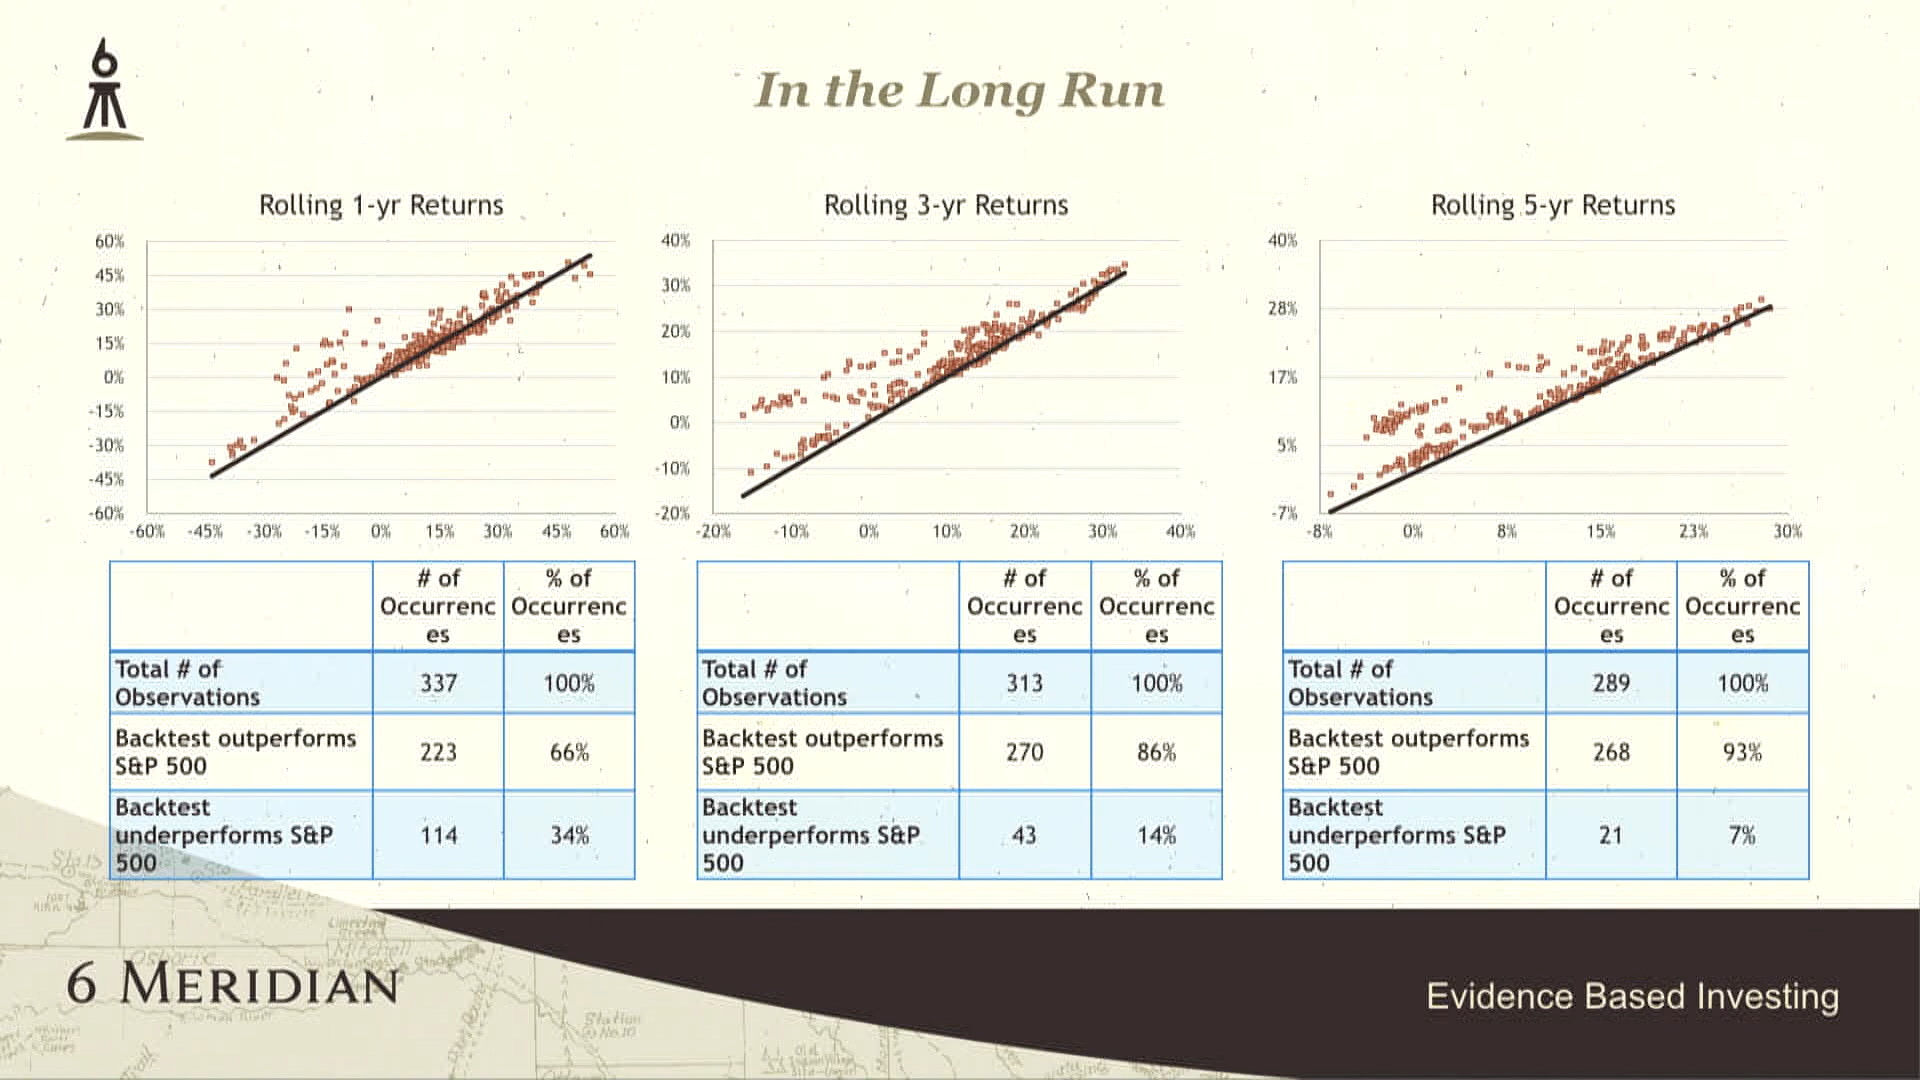 6
In the Long Run
Rolling 1-yr Returns
60%
45%
30%
15%
0%
-15%
-30%
-45%
-60%
-60% -45% -30% -15% 0% 15% 30% 45% 60%
Rolling 3-yr Returns
40%
30%
20%
10%
0%
-10%
-20%
-20% -10% 0% 10% 20% 30% 40%
Rolling 5-yr Returns
40%
28%
17%
5%
-7%
-8% 0% 8% 15% 23% 30%
# of % of
Occurrenc Occurrenc
es es
Total # of
Observations 337 100%
Backtest outperforms
S&P 500 223 66%
Backtest
underperforms S&P 114 34%
500
# of % of
Occurrenc Occurrenc
es es
Total # of
Observations 313 100%
Backtest outperforms
S&P 500 270 86%
Backtest
underperforms S&P 43 14%
500
# of % of
Occurrenc Occurrenc
es es
Total # of
Observations 289 100%
Backtest outperforms
S&P 500 268 93%
Backtest
underperforms S&P 21 7%
500
Mitchell
Station
No.10
6 MERIDIAN
Evidence Based Investing